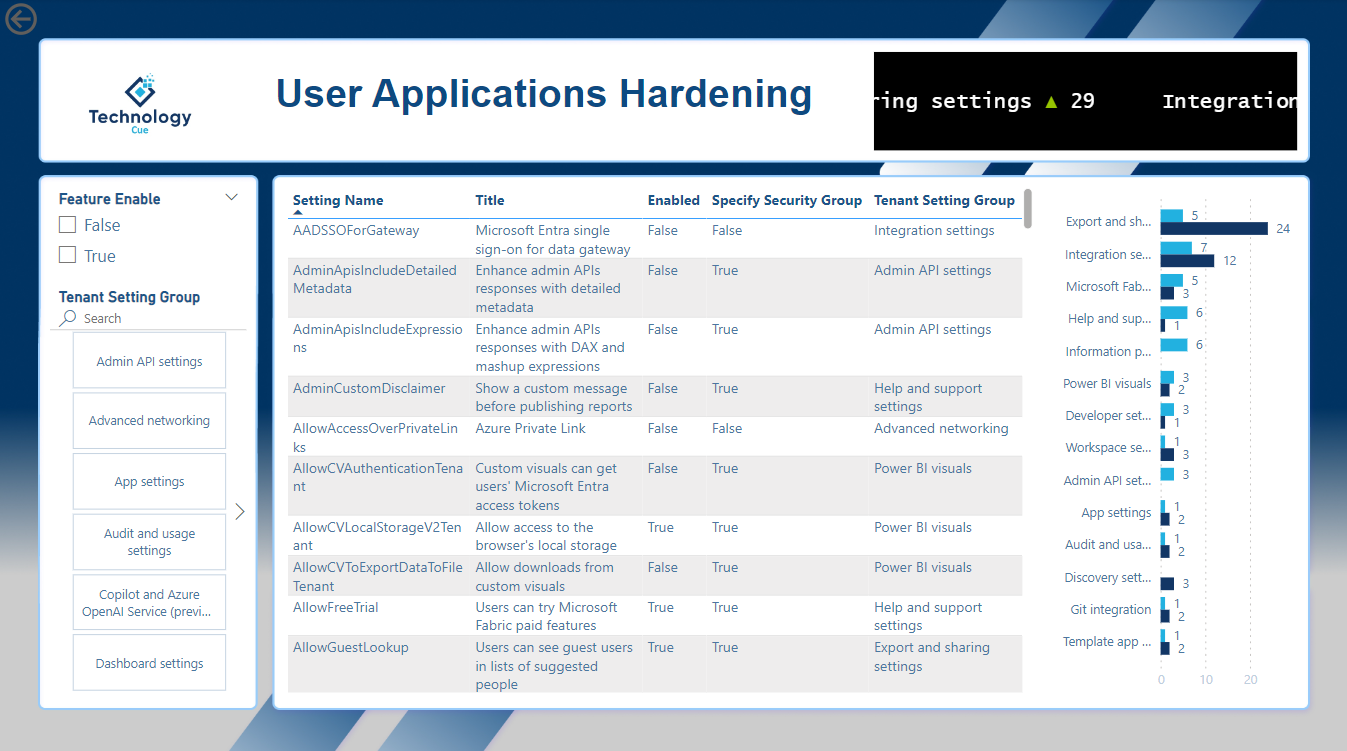 Technology
Cue
User Applications Hardening
ring settings ▲ 29 Integration
Feature Enable
False
True
Tenant Setting Group
Search
Admin API settings
Advanced networking
App settings
Audit and usage
settings
Copilot and Azure
OpenAI Service (previ...
Dashboard settings
Setting Name Title Enabled Specify Security Group Tenant Setting Group
AADSSOForGateway Microsoft Entra single False False Integration settings
sign-on for data gateway
AdminApisIncludeDetailed Enhance admin APIs False True Admin API settings
Metadata responses with detailed
metadata
AdminApisIncludeExpressio Enhance admin APIs False True Admin API settings
ns responses with DAX and
mashup expressions
AdminCustomDisclaimer Show a custom message False True Help and support
before publishing reports settings
AllowAccessOverPrivateLin Azure Private Link False False Advanced networking
ks
AllowCVAuthenticationTena Custom visuals can get False True Power BI visuals
nt users' Microsoft Entra
access tokens
AllowCVLocalStorageV2Ten Allow access to the True True Power BI visuals
ant browser's local storage
AllowCVToExportDataToFile Allow downloads from False True Power BI visuals
Tenant custom visuals
AllowFreeTrial Users can try Microsoft True True Help and support
Fabric paid features settings
AllowGuestLookup Users can see guest users True True Export and sharing
in lists of suggested settings
people
Export and sh... 5
24
Integration se... 7
12
Microsoft Fab... 5
3
Help and sup... 6
1
Information p... 6
Power BI visuals 3
2
Developer set... 3
1
Workspace se... 1
3
Admin API set... 3
App settings 1
2
Audit and usa... 1
2
Discovery sett... 3
Git integration 1
2
Template app ... 1
2
0 10 20